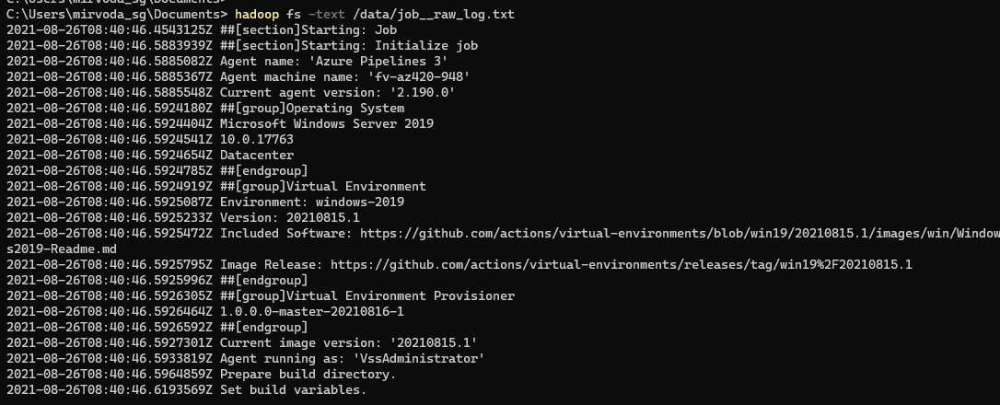 C:\Users\mirvoda_sg\Documents>
C:\Users\mirvoda_sg\Documents> hadoop fs -text /data/job__raw_log.txt
2021-08-26T08:40:46.4543125Z ##[section]Starting: Job
2021-08-26T08:40:46.5883939Z ##[section]Starting: Initialize job
2021-08-26T08:40:46.5885082Z Agent name: 'Azure Pipelines 3'
2021-08-26T08:40:46.5885367Z Agent machine name: 'fv-az420-948'
2021-08-26T08:40:46.5885548Z Current agent version: '2.190.0'
2021-08-26T08:40:46.5924180Z ##[group]Operating System
2021-08-26T08:40:46.5924404Z Microsoft Windows Server 2019
2021-08-26T08:40:46.5924541Z 10.0.17763
2021-08-26T08:40:46.5924654Z Datacenter
2021-08-26T08:40:46.5924785Z ##[endgroup]
2021-08-26T08:40:46.5924919Z ##[group]Virtual Environment
2021-08-26T08:40:46.5925087Z Environment: windows-2019
2021-08-26T08:40:46.5925233Z Version: 20210815.1
2021-08-26T08:40:46.5925472Z Included Software: https://github.com/actions/virtual-environments/blob/win19/20210815.1/images/win/Window
s2019-Readme.md
2021-08-26T08:40:46.5925795Z Image Release: https://github.com/actions/virtual-environments/releases/tag/win19%2F20210815.1
2021-08-26T08:40:46.5925996Z ##[endgroup]
2021-08-26T08:40:46.5926305Z ##[group]Virtual Environment Provisioner
2021-08-26T08:40:46.5926464Z 1.0.0.0-master-20210816-1
2021-08-26T08:40:46.5926592Z ##[endgroup]
2021-08-26T08:40:46.5927301Z Current image version: '20210815.1'
2021-08-26T08:40:46.5933819Z Agent running as: 'VssAdministrator'
2021-08-26T08:40:46.5964859Z Prepare build directory.
2021-08-26T08:40:46.6193569Z Set build variables.